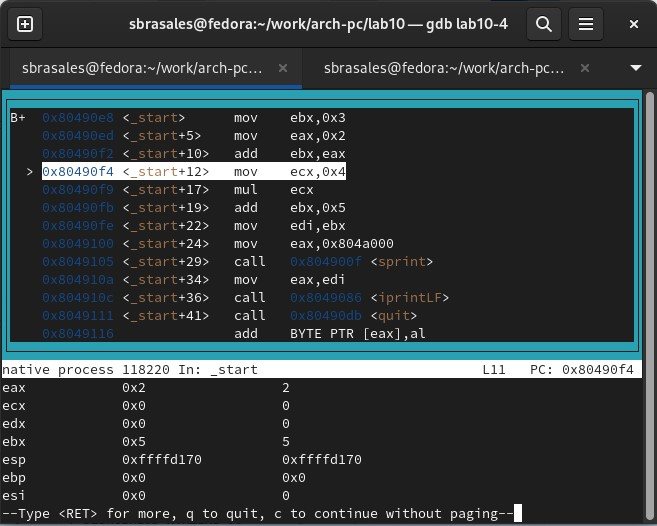 sbrasales@fedora:~/work/arch-pc/lab10 — gdb lab10-4
sbrasales@fedora:~/work/arch-pc... × sbrasales@fedora:~/work/arch-pc... ×
B+ 0x80490e8 <_start> mov ebx,0x3
0x80490ed <_start+5> mov eax,0x2
0x80490f2 <_start+10> add ebx,eax
> 0x80490f4 <_start+12> mov ecx,0x4
0x80490f9 <_start+17> mul ecx
0x80490fb <_start+19> add ebx,0x5
0x80490fe <_start+22> mov edi,ebx
0x8049100 <_start+24> mov eax,0x804a000
0x8049105 <_start+29> call 0x804900f <sprint>
0x804910a <_start+34> mov eax,edi
0x804910c <_start+36> call 0x8049086 <iprintLF>
0x8049111 <_start+41> call 0x80490db <quit>
0x8049116 add BYTE PTR [eax],al
native process 118220 In: _start L11 PC: 0x80490f4
eax 0x2 2
ecx 0x0 0
edx 0x0 0
ebx 0x5 5
esp 0xffffd170 0xffffd170
ebp 0x0 0x0
esi 0x0 0
--Type <RET> for more, q to quit, c to continue without paging--